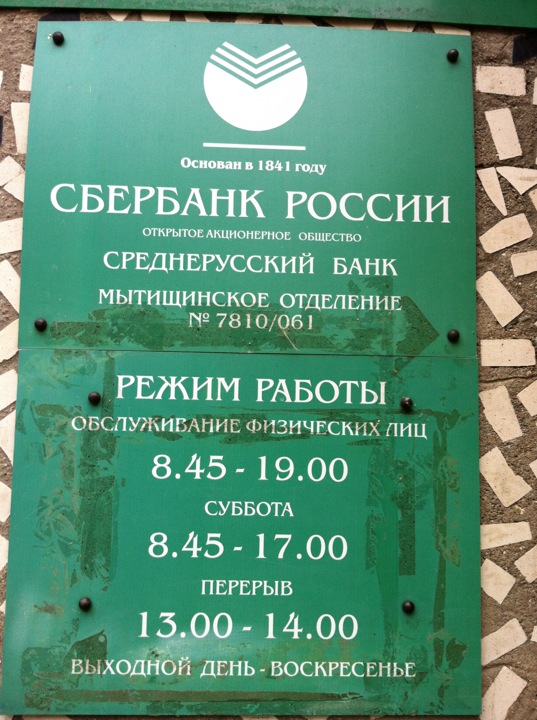 Основан в 1841 году
СБЕРБАНК РОССИИ
ОТКРЫТОЕ АКЦИОНЕРНОЕ ОБЩЕСТВО
СРЕДНЕРУССКИЙ БАНК
МЫТИЩИНСКОЕ ОТДЕЛЕНИЕ
№ 7810/061
РЕЖИМ РАБОТЫ
ОБСЛУЖИВАНИЕ ФИЗИЧЕСКИХ ЛИЦ
8.45 - 19.00
СУББОТА
8.45 - 17.00
ПЕРЕРЫВ
13.00 - 14.00
ВЫХОДНОЙ ДЕНЬ - ВОСКРЕСЕНЬЕ